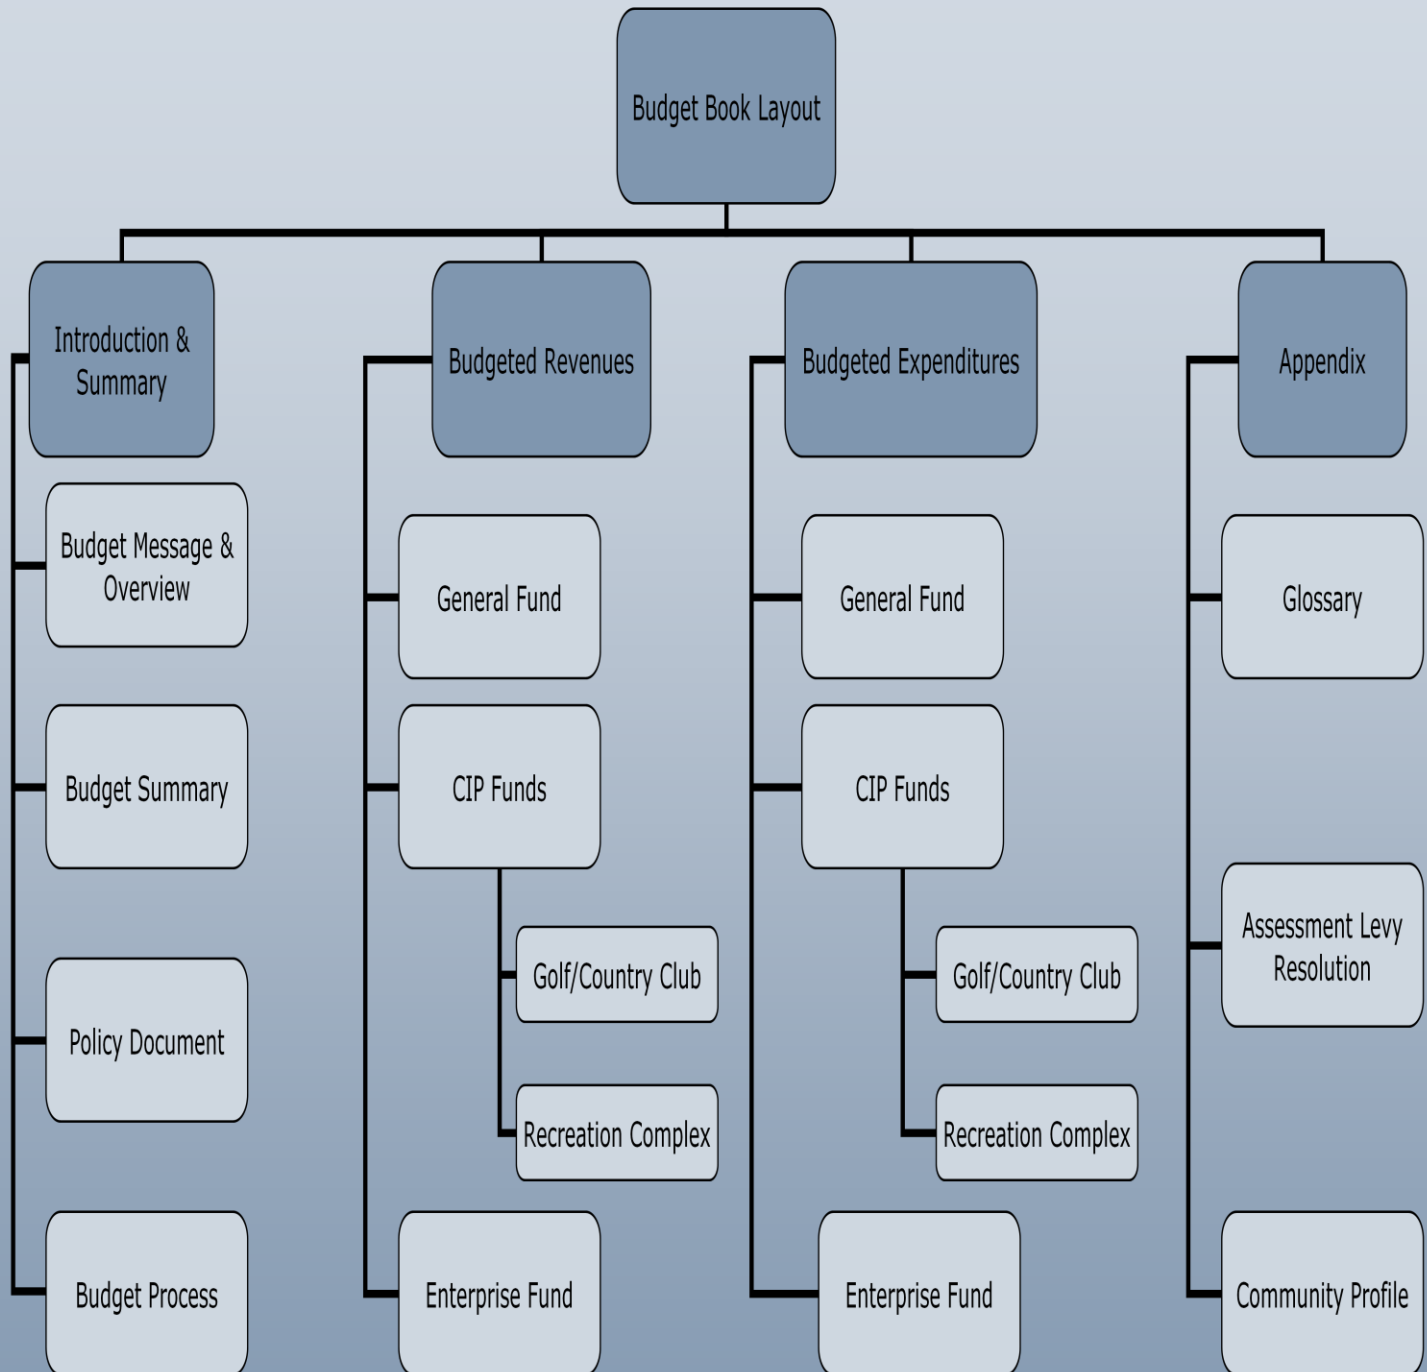 Budget Book Layout
Introduction &
Summary
Budget Message &
Overview
Budget Summary
Policy Document
Budget Process
Budgeted Revenues
General Fund
CIP Funds
Golf/Country Club
Recreation Complex
Enterprise Fund
Budgeted Expenditures
General Fund
CIP Funds
Golf/Country Club
Recreation Complex
Enterprise Fund
Appendix
Glossary
Assessment Levy
Resolution
Community Profile